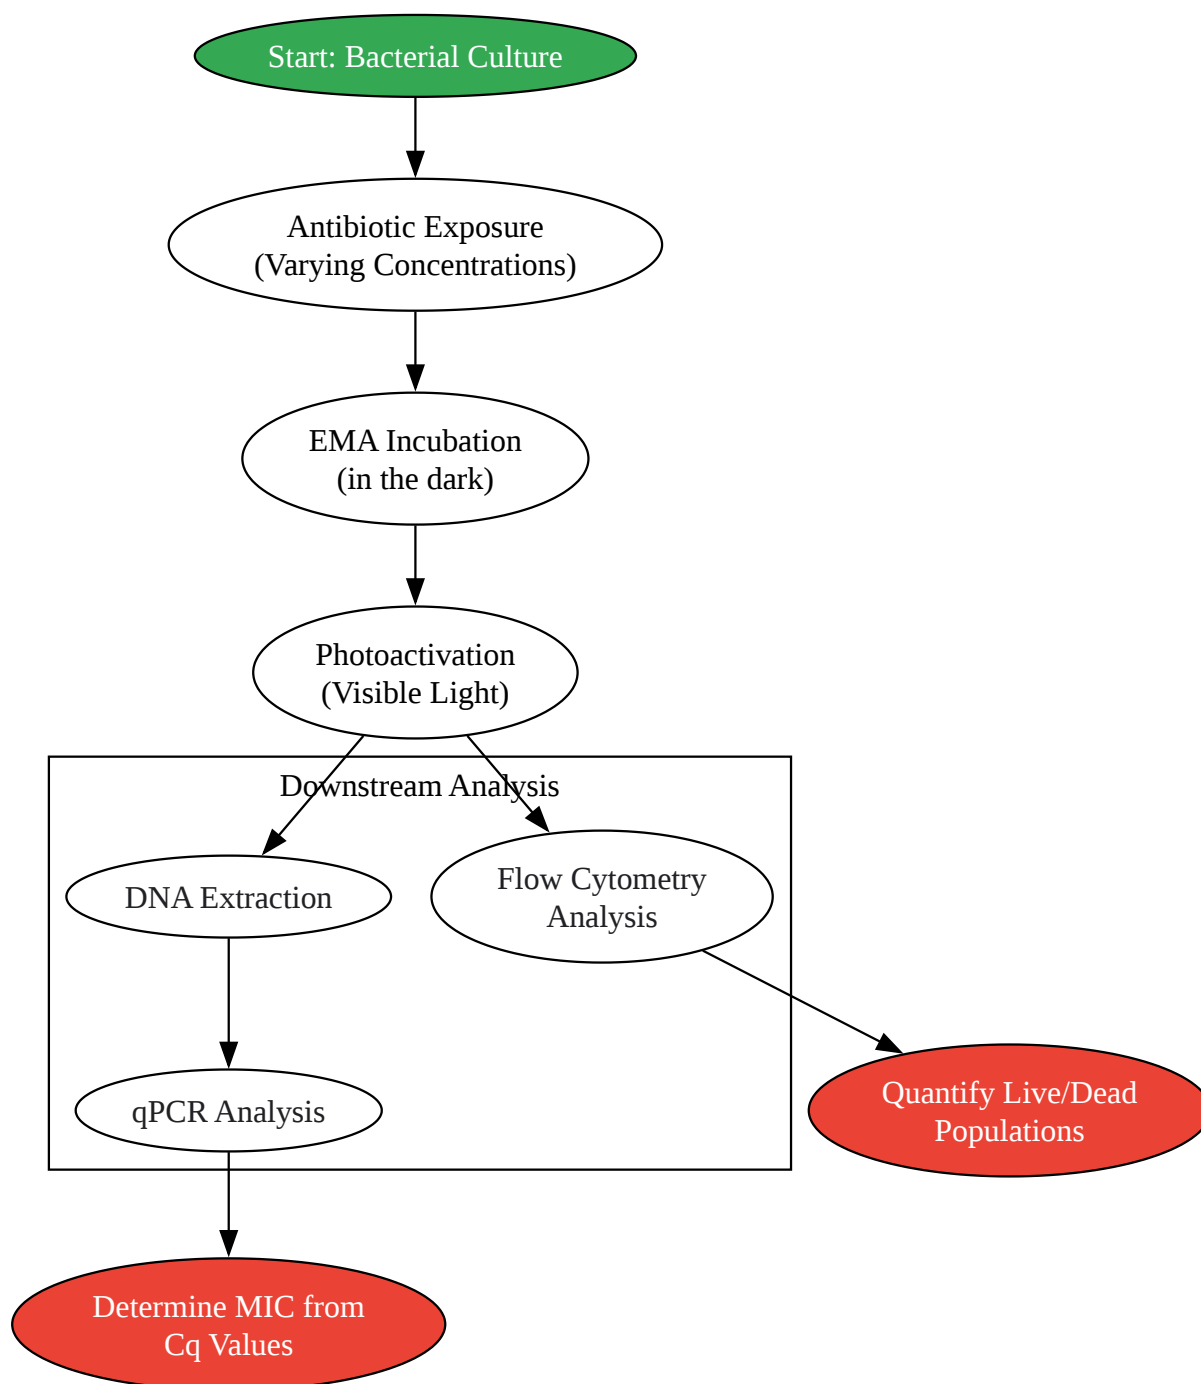 Start: Bacterial Culture
Antibiotic Exposure
(Varying Concentrations)
EMA Incubation
(in the dark)
Photoactivation
(Visible Light)
Downstream Analysis
DNA Extraction
Flow Cytometry
Analysis
qPCR Analysis
Quantify Live/Dead
Populations
Determine MIC from
Cq Values